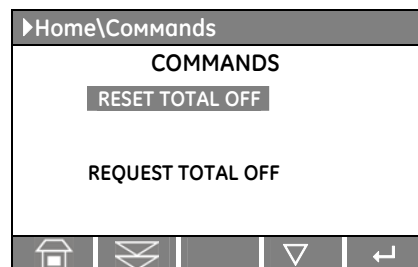 Home\Commands
COMMANDS
RESET TOTAL OFF
REQUEST TOTAL OFF